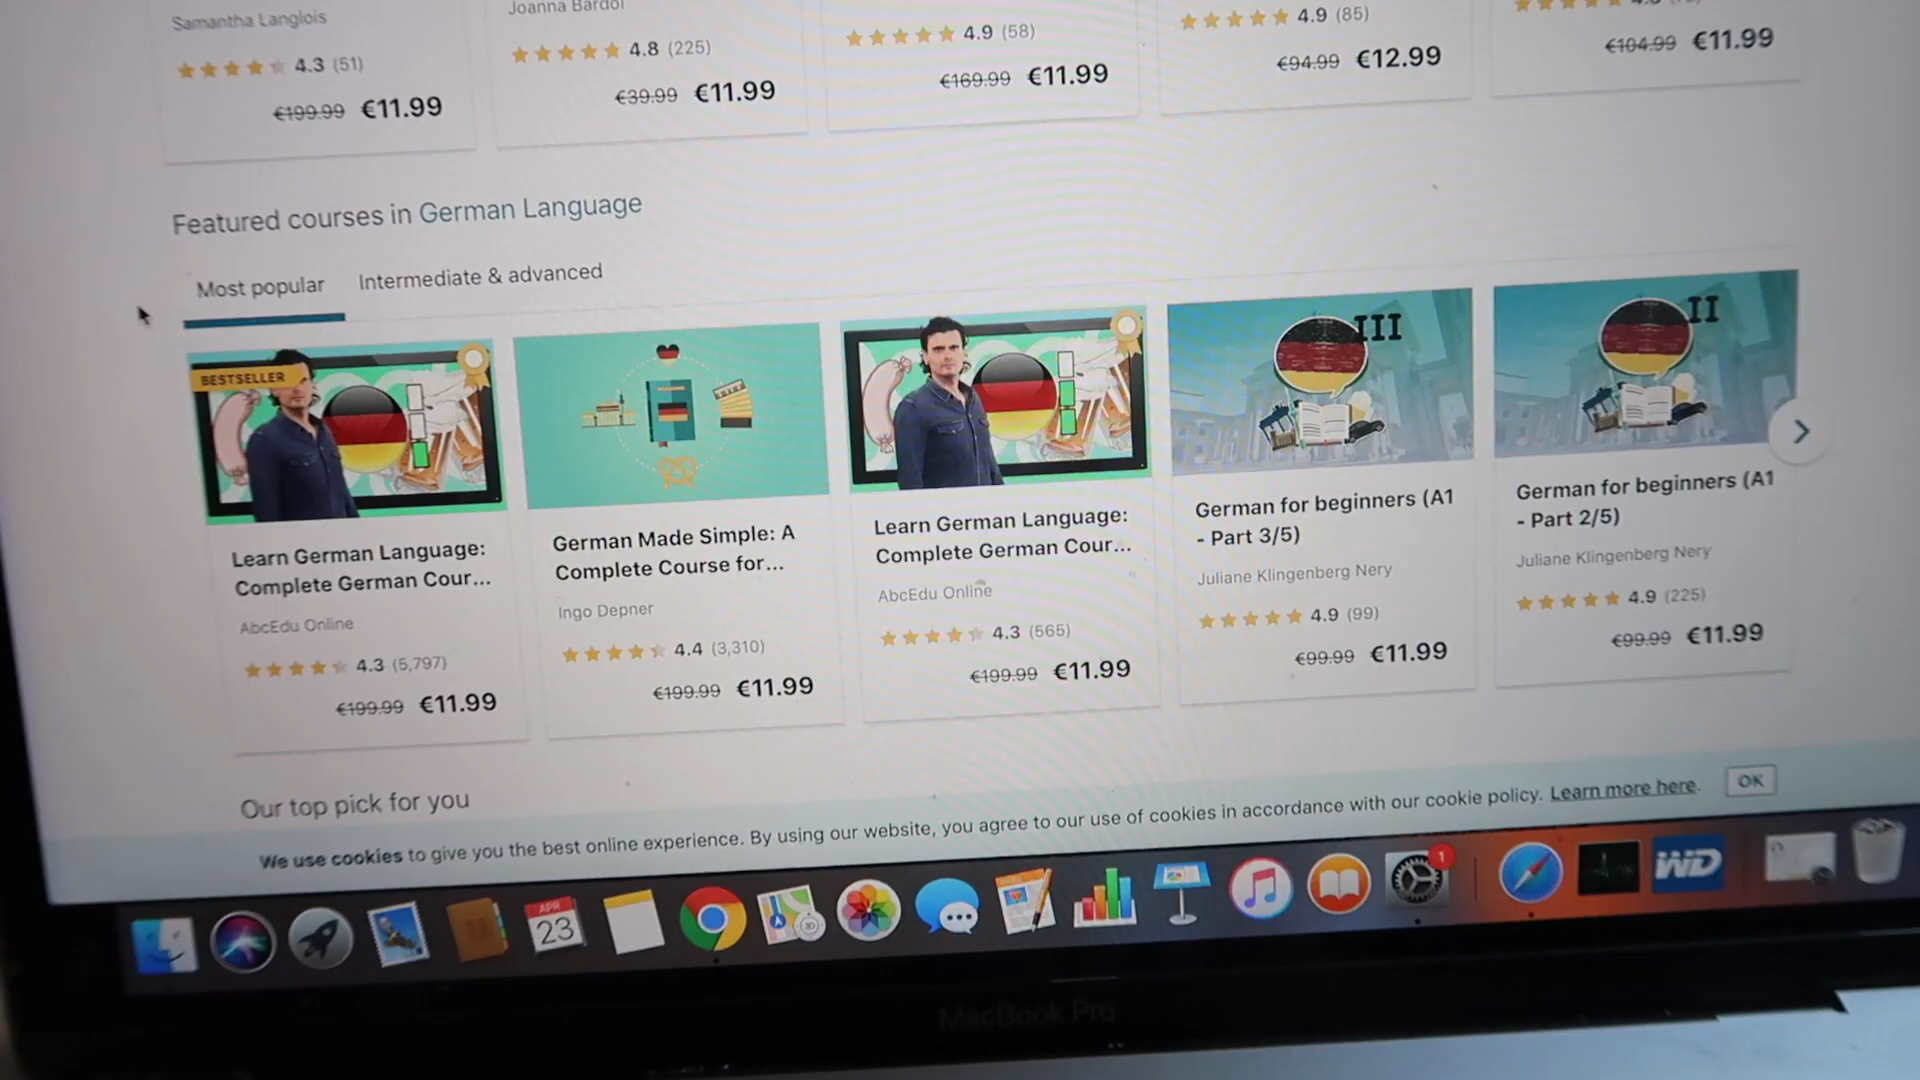 Samantha Langlois
Joanna Bardol
4.3 (51)
€199.99 €11.99
4.8 (225)
€39.99 €11.99
4.9 (58)
€169.99 €11.99
4.9 (85)
€94.99 €12.99
€104.99 €11.99
Featured courses in German Language
Most popular
Intermediate & advanced
BESTSELLER
Learn German Language:
Complete German Cour...
AbcEdu Online
4.3 (5,797)
€199.99 €11.99
German Made Simple: A
Complete Course for...
Ingo Depner
4.4 (3,310)
€199.99 €11.99
Learn German Language:
Complete German Cour...
AbcEdu Online
4.3 (565)
€199.99 €11.99
III
German for beginners (A1
- Part 3/5)
Juliane Klingenberg Nery
4.9 (99)
€99.99 €11.99
II
German for beginners (A1
- Part 2/5)
Juliane Klingenberg Nery
4.9 (225)
€99.99 €11.99
Our top pick for you
We use cookies to give you the best online experience. By using our website, you agree to our use of cookies in accordance with our cookie policy. Learn more here.
OK
APR
23
1
WD
MacBook Pro